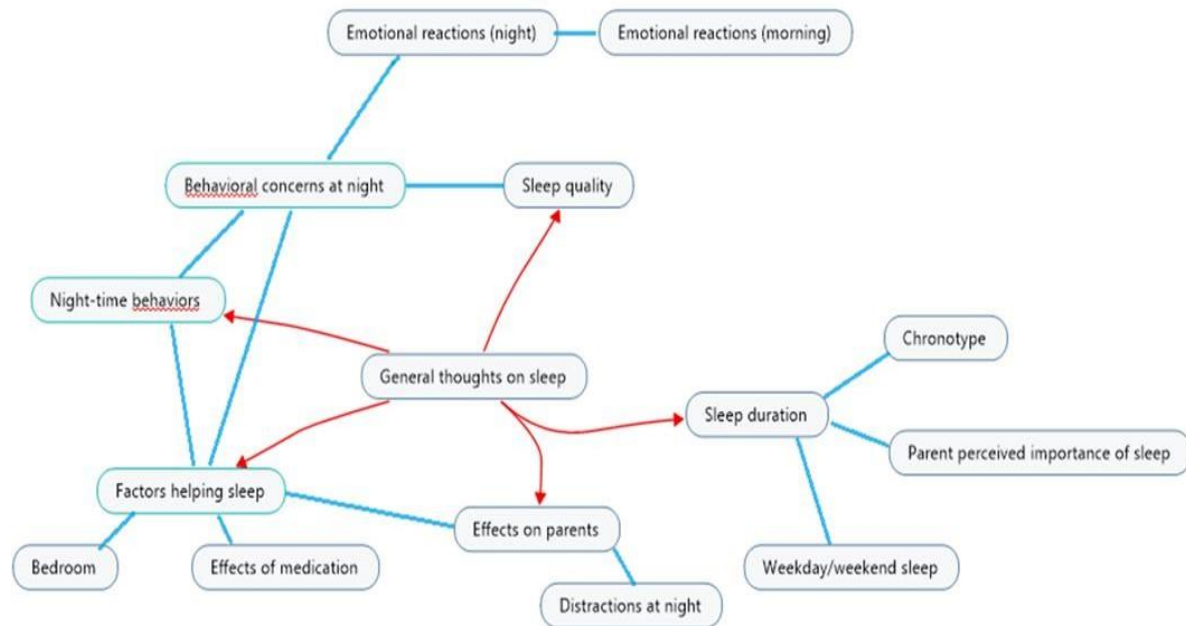 Emotional reactions (night)
Emotional reactions (morning)
Behavioral concerns at night
Sleep quality
Night-time behaviors
Chronotype
General thoughts on sleep
Sleep duration
Parent perceived importance of sleep
Factors helping sleep
Effects on parents
Bedroom
Effects of medication
Weekday/weekend sleep
Distractions at night